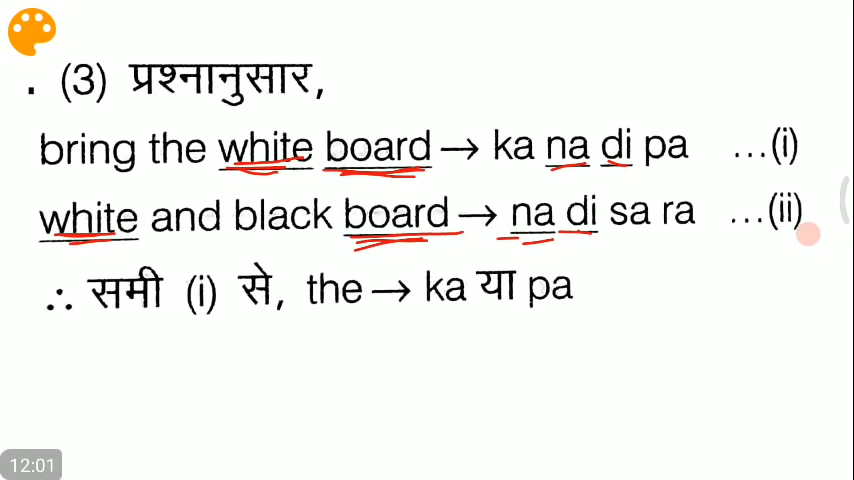 . (3) प्रश्नानुसार,
bring the white board → ka na di pa ...(i)
white and black board → na di sa ra ...(ii)
∴ समी (i) से, the → ka या pa
12:01